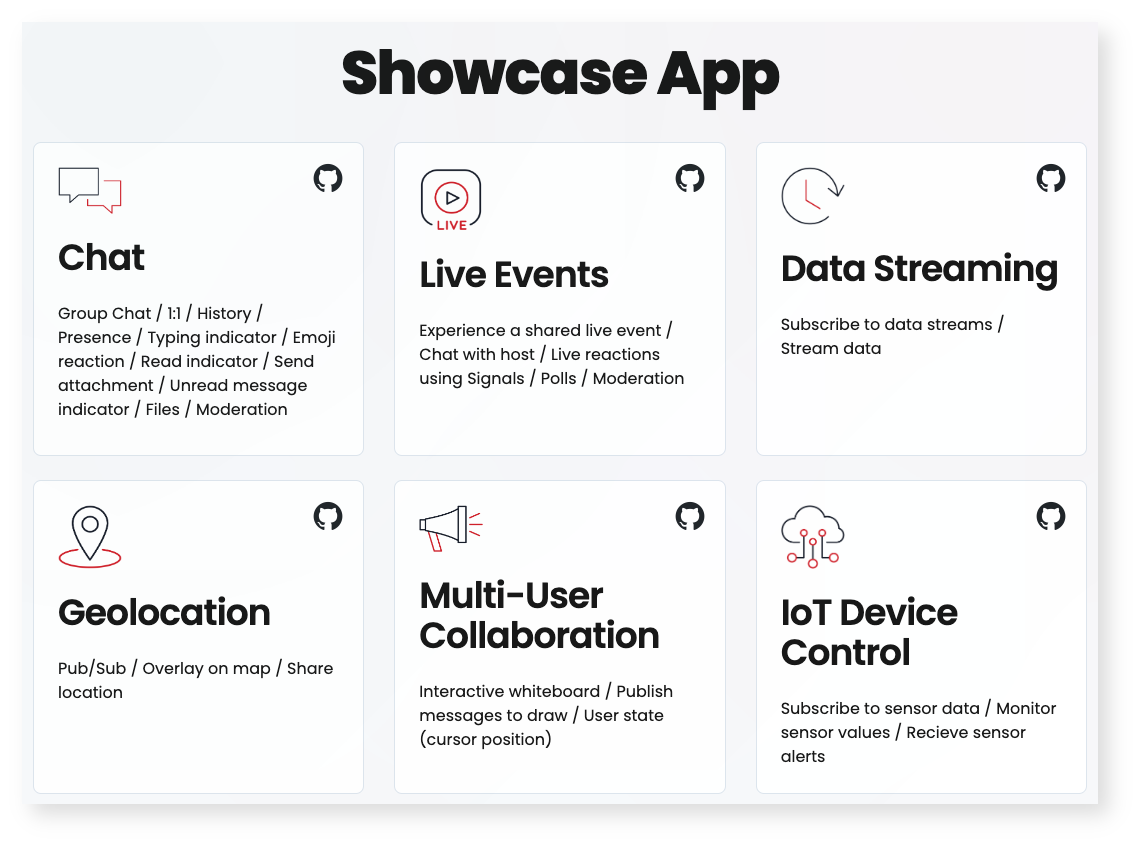 Showcase App
Chat
Group Chat / 1:1 / History /
Presence / Typing indicator / Emoji
reaction / Read indicator / Send
attachment / Unread message
indicator / Files / Moderation
LIVE
Live Events
Experience a shared live event /
Chat with host / Live reactions
using Signals / Polls / Moderation
Data Streaming
Subscribe to data streams /
Stream data
Geolocation
Pub/Sub / Overlay on map / Share
location
Multi-User
Collaboration
Interactive whiteboard / Publish
messages to draw / User state
(cursor position)
IoT Device
Control
Subscribe to sensor data / Monitor
sensor values / Recieve sensor
alerts